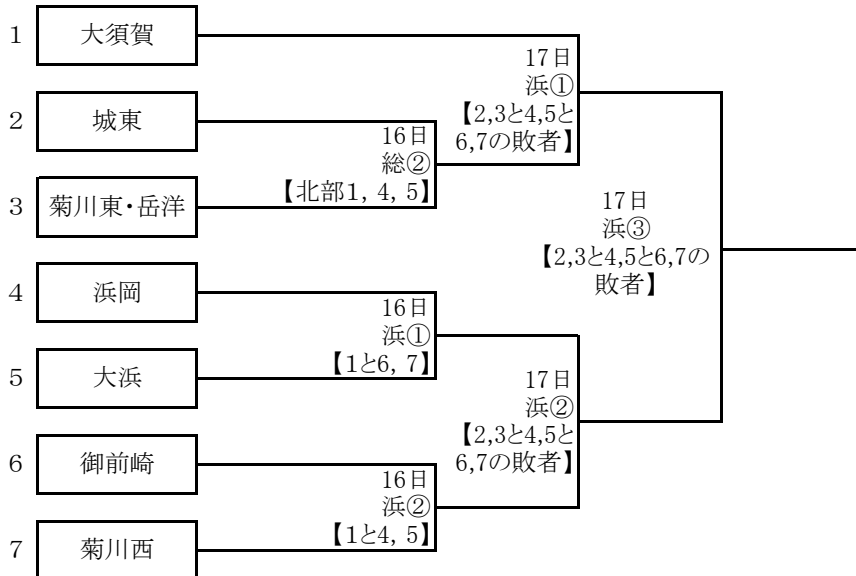 1 大須賀
17日
浜①
【2,3と4,5と
6,7の敗者】
2 城東
16日
総②
【北部1, 4, 5】
3 菊川東・岳洋
17日
浜③
【2,3と4,5と6,7の
敗者】
4 浜岡
16日
浜①
【1と6, 7】
5 大浜
17日
浜②
【2,3と4,5と
6,7の敗者】
6 御前崎
16日
浜②
【1と4, 5】
7 菊川西